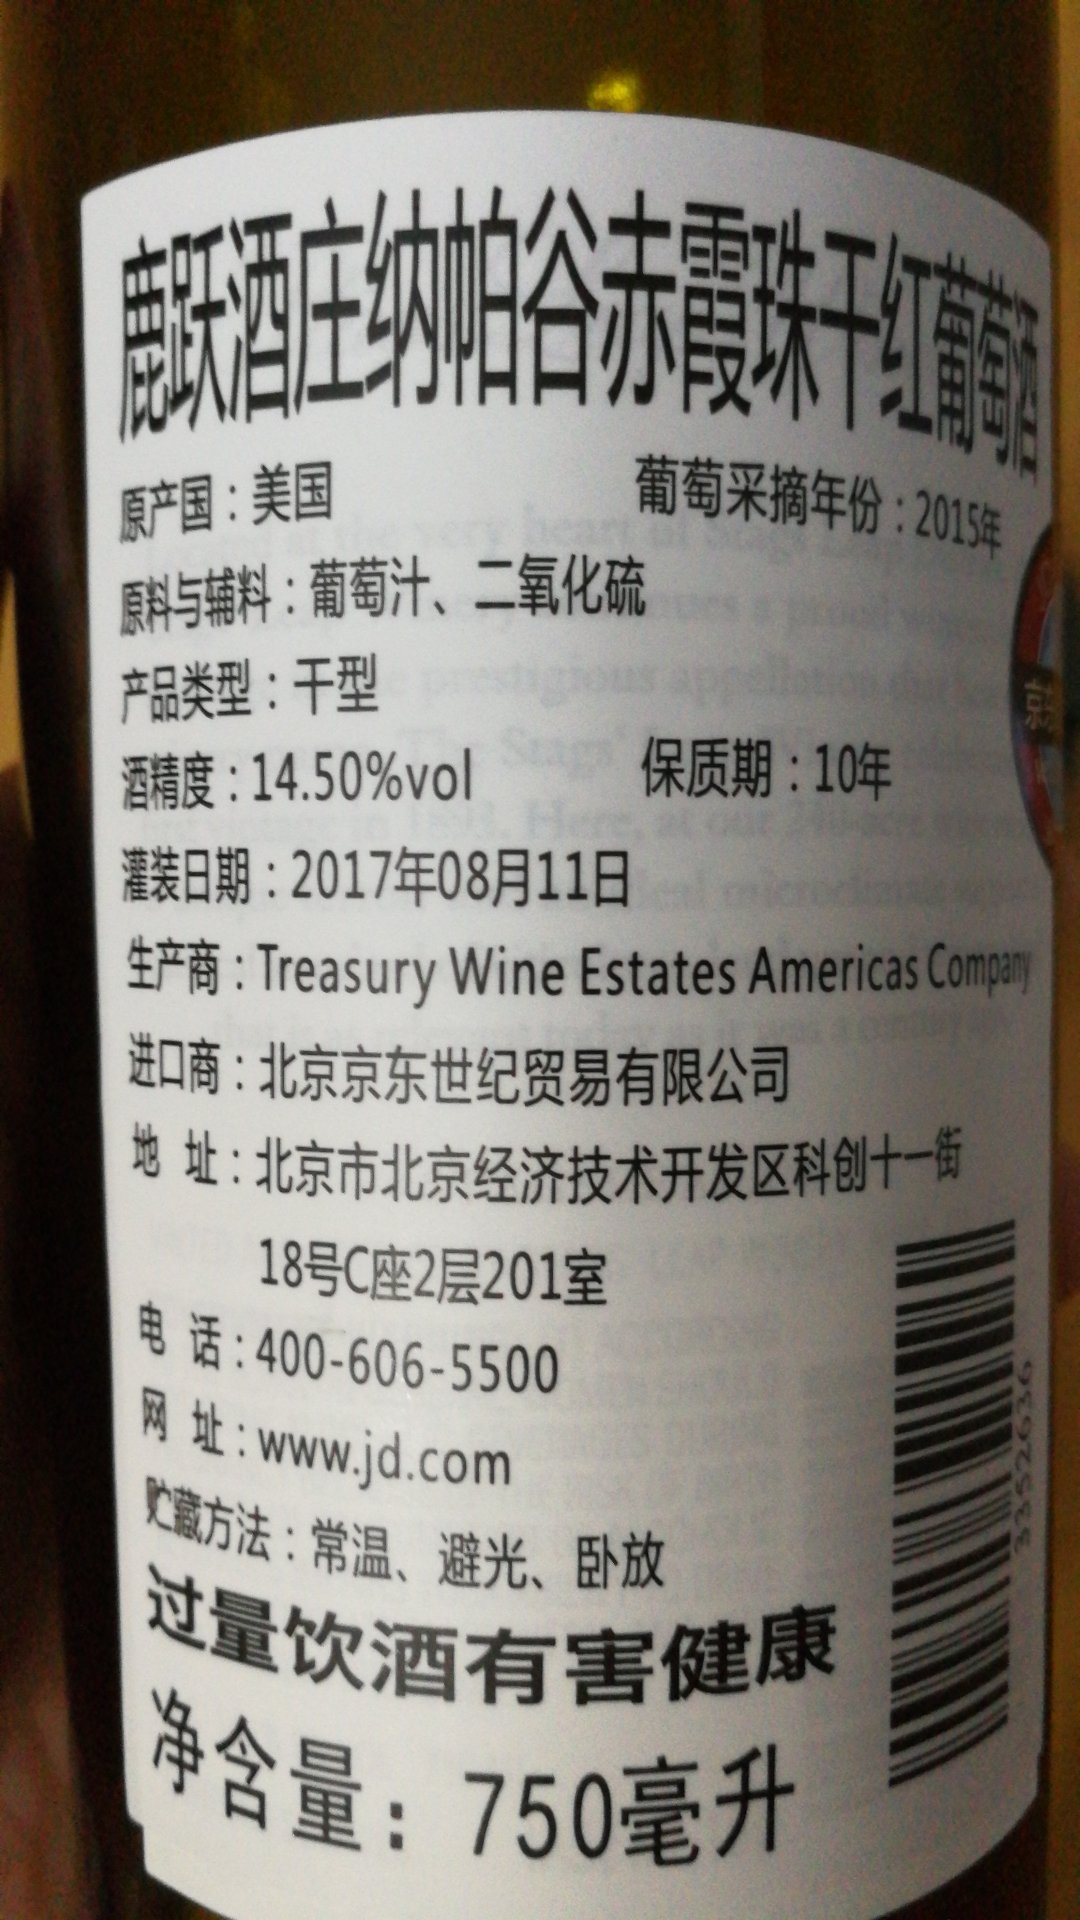 鹿跃酒庄纳帕谷赤霞珠干红葡萄酒
原产国：美国 葡萄采摘年份：2015年
原料与辅料：葡萄汁、二氧化硫
产品类型：干型
酒精度：14.50%vol 保质期：10年
灌装日期：2017年08月11日
生产商：Treasury Wine Estates Americas Company
进口商：北京京东世纪贸易有限公司
地 址：北京市北京经济技术开发区科创十一街
18号C座2层201室
电 话：400-606-5500
网 址：www.jd.com
贮藏方法：常温、避光、卧放
过量饮酒有害健康
净含量：750毫升
3352636